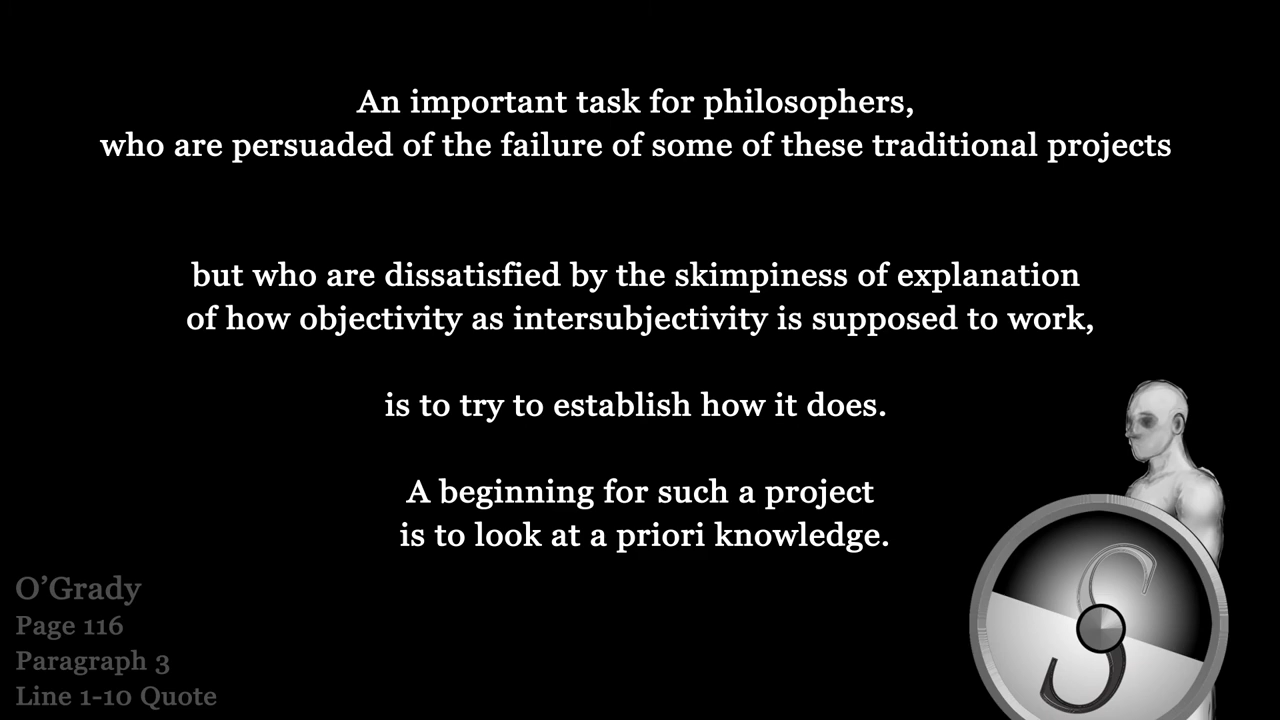 An important task for philosophers,
who are persuaded of the failure of some of these traditional projects
but who are dissatisfied by the skimpiness of explanation
of how objectivity as intersubjectivity is supposed to work,
is to try to establish how it does.
A beginning for such a project
is to look at a priori knowledge.
O'Grady
Page 116
Paragraph 3
Line 1-10 Quote
S